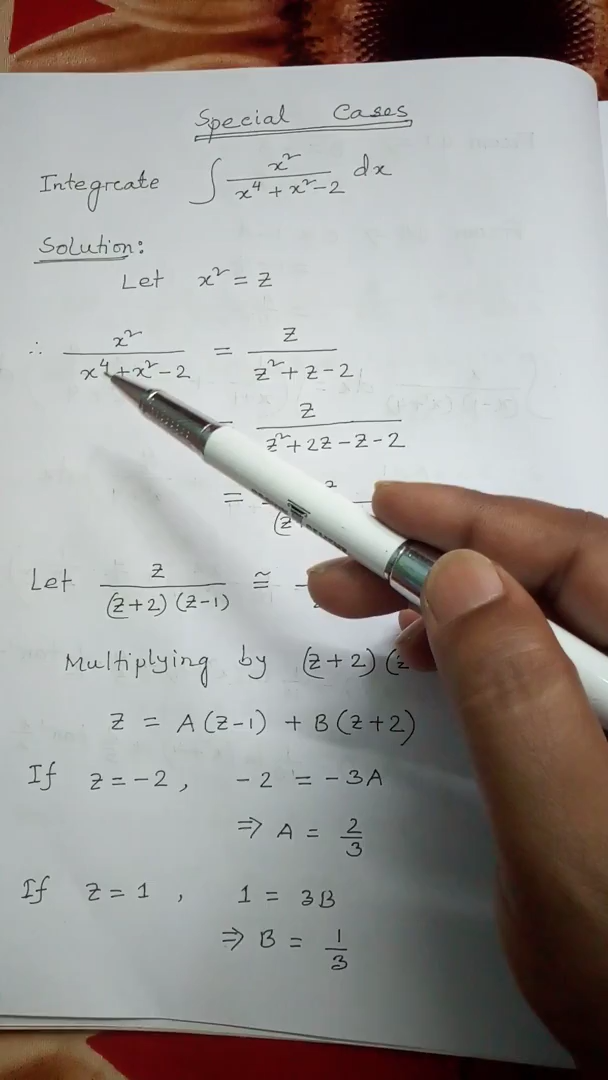 Special Cases
Integrate ∫ x²/(x⁴ + x² - 2) dx
Solution:
Let x² = z
∴ x²/(x⁴ + x² - 2) = z/(z² + z - 2)
= z/(z² + 2z - z - 2)
=
Let z/((z+2)(z-1)) ≅
Multiplying by (z+2)(z
z = A(z-1) + B(z+2)
If z = -2, -2 = -3A
⇒ A = 2/3
If z = 1, 1 = 3B
⇒ B = 1/3